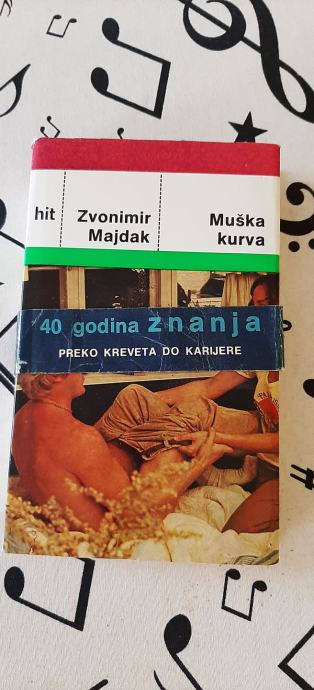 hit
Zvonimir
Majdak
Muška
kurva
40 godina znanja
PREKO KREVETA DO KARIJERE